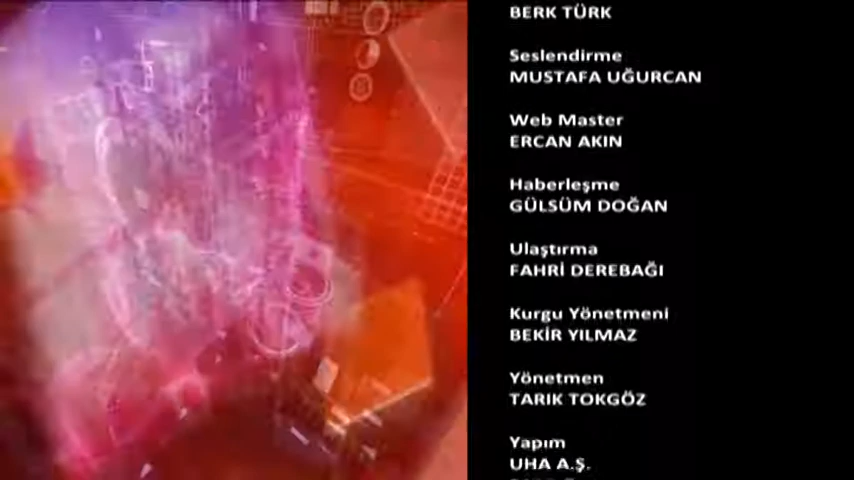 BERK TÜRK
Seslendirme
MUSTAFA UĞURCAN
Web Master
ERCAN AKIN
Haberleşme
GÜLSÜM DOĞAN
Ulaştırma
FAHRİ DEREBAĞI
Kurgu Yönetmeni
BEKİR YILMAZ
Yönetmen
TARIK TOKGÖZ
Yapım
UHA A.Ş.